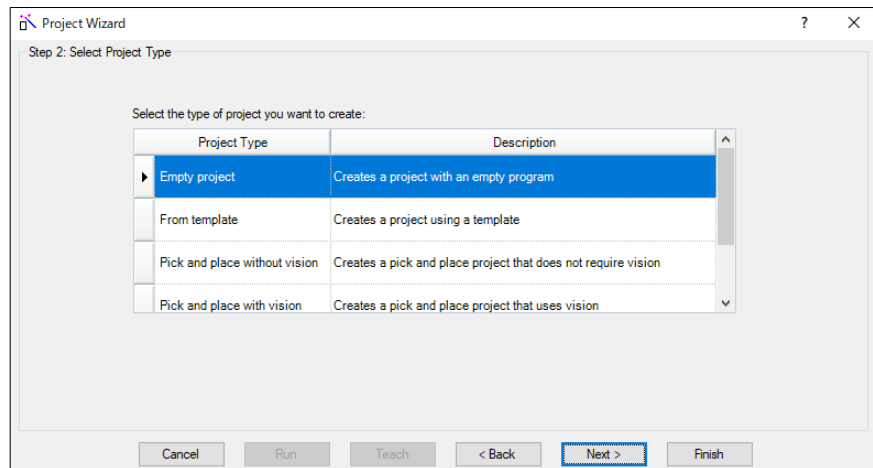 Project Wizard
?
Step 2: Select Project Type
Select the type of project you want to create:
Project Type Description
Empty project Creates a project with an empty program
From template Creates a project using a template
Pick and place without vision Creates a pick and place project that does not require vision
Pick and place with vision Creates a pick and place project that uses vision
Cancel Run Teach < Back Next > Finish